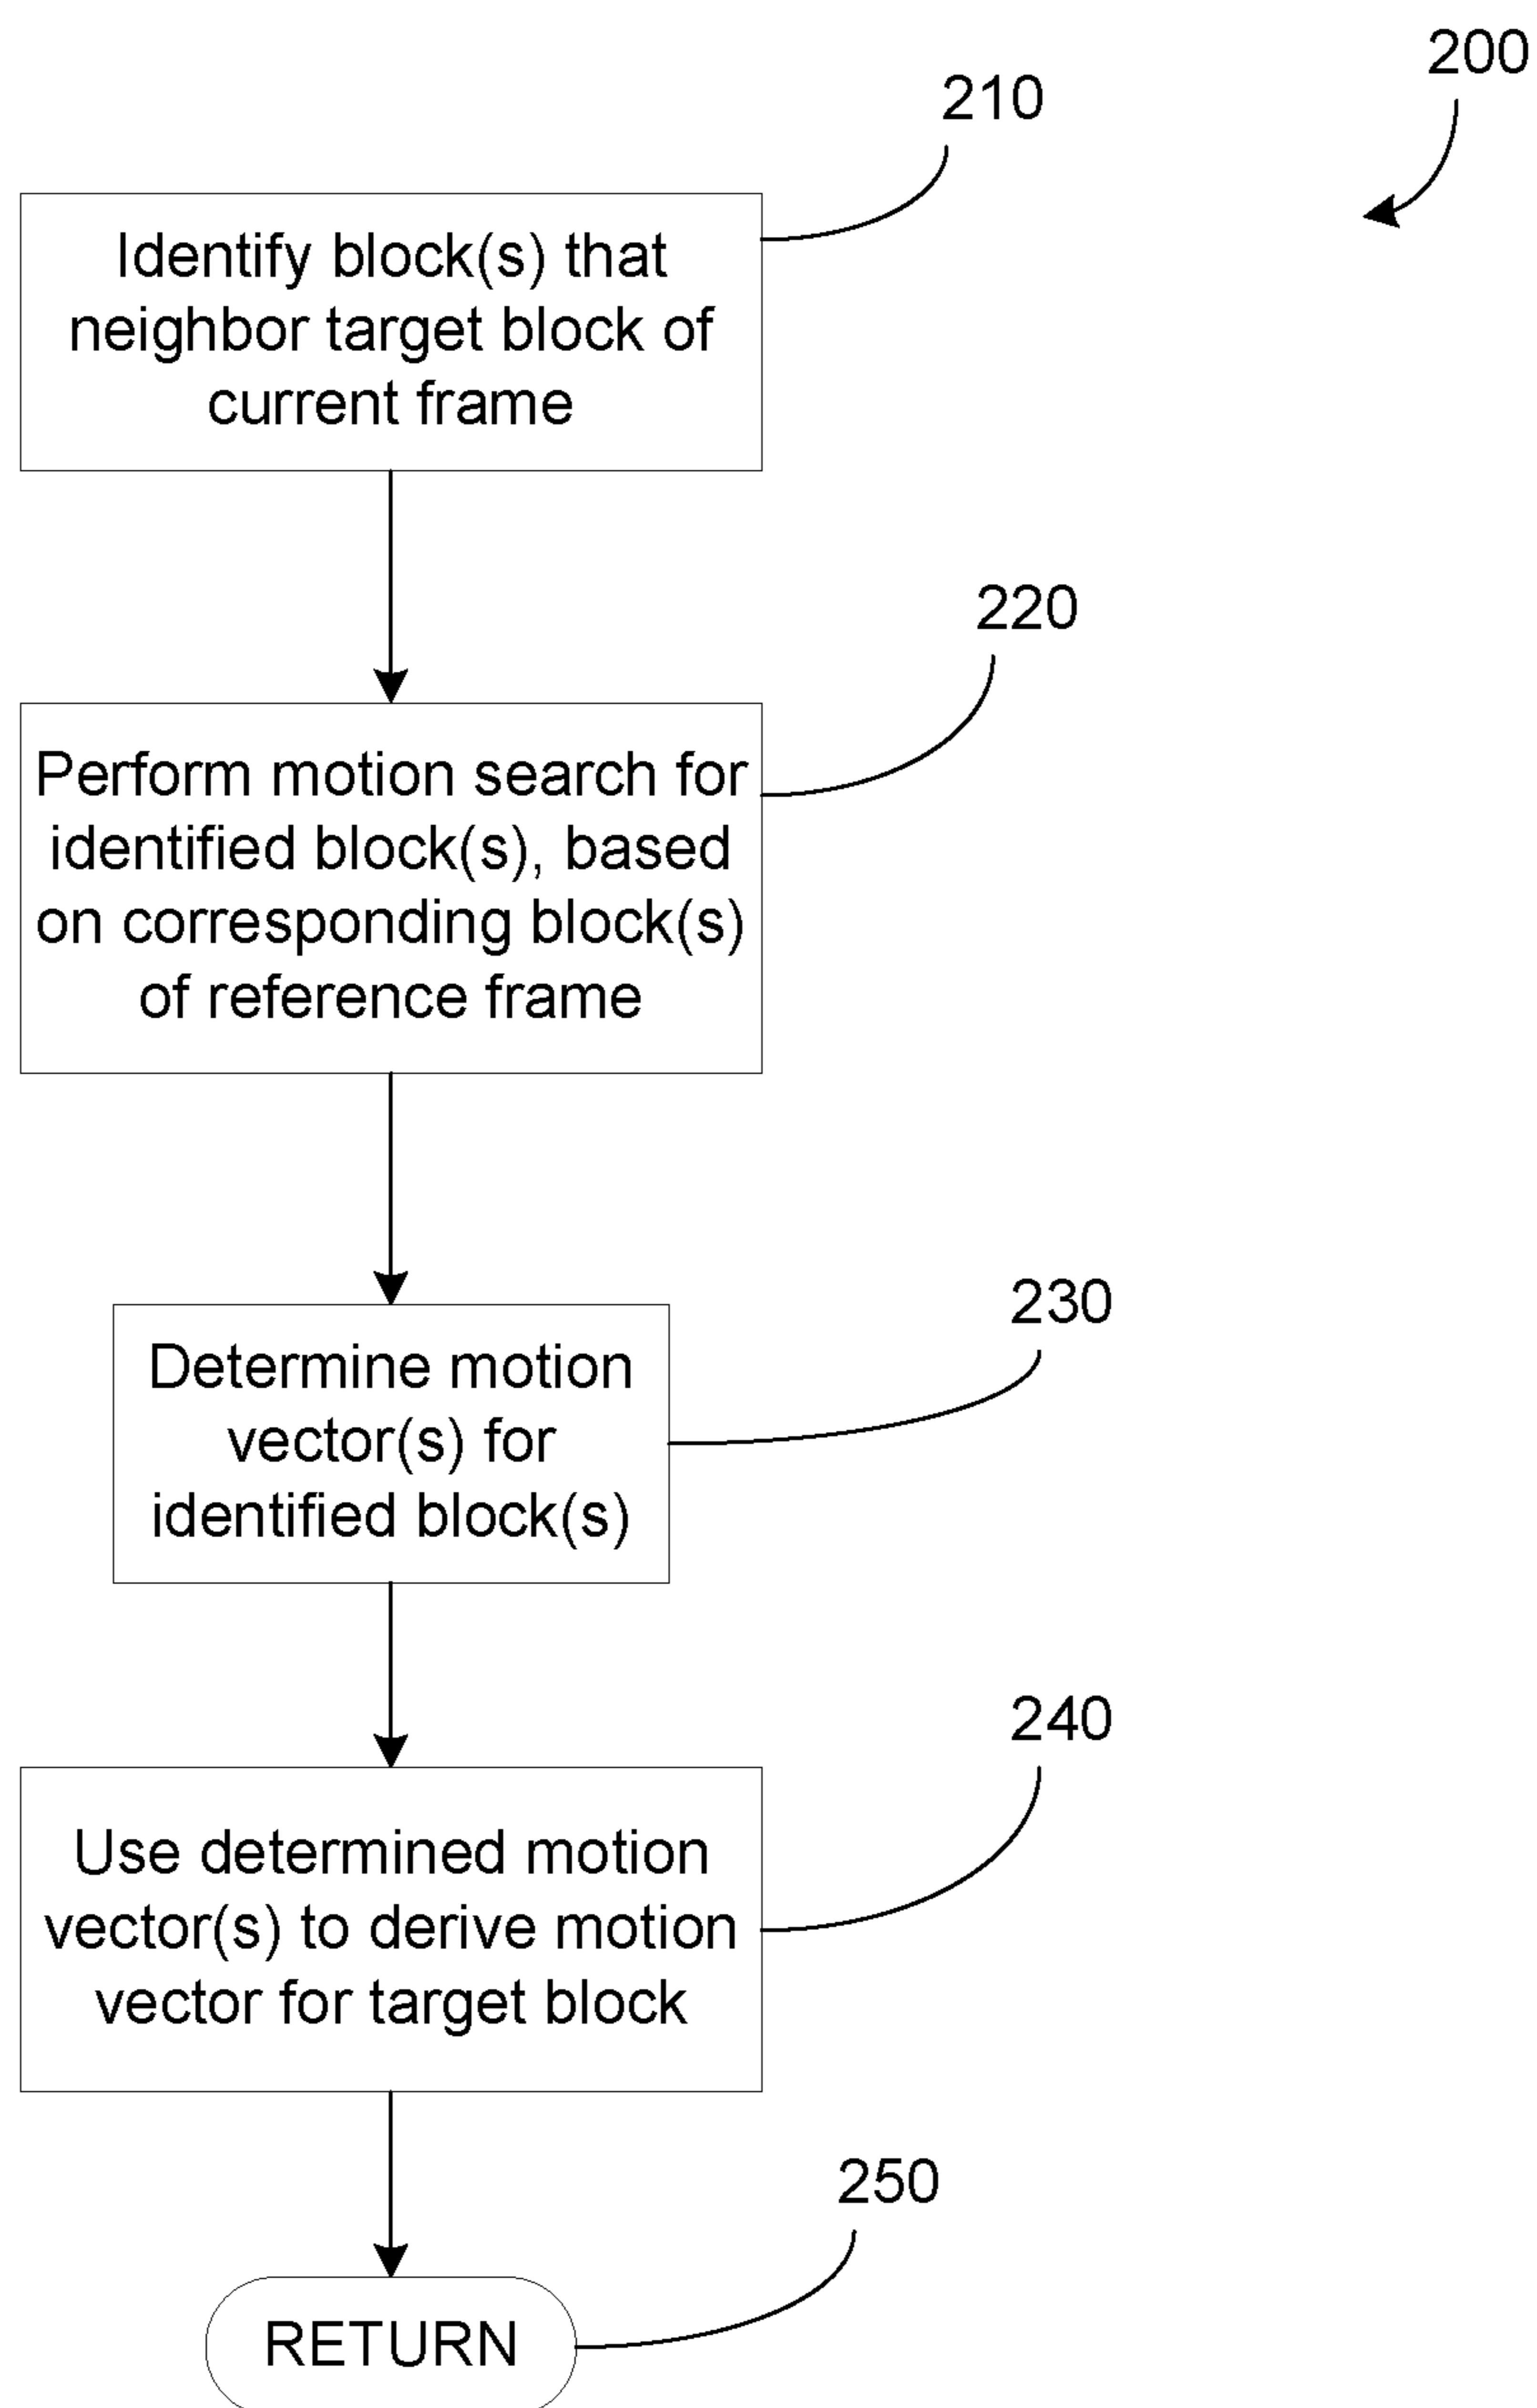 200
210
Identify block(s) that
neighbor target block of
current frame
220
Perform motion search for
identified block(s), based
on corresponding block(s)
of reference frame
230
Determine motion
vector(s) for
identified block(s)
240
Use determined motion
vector(s) to derive motion
vector for target block
250
RETURN